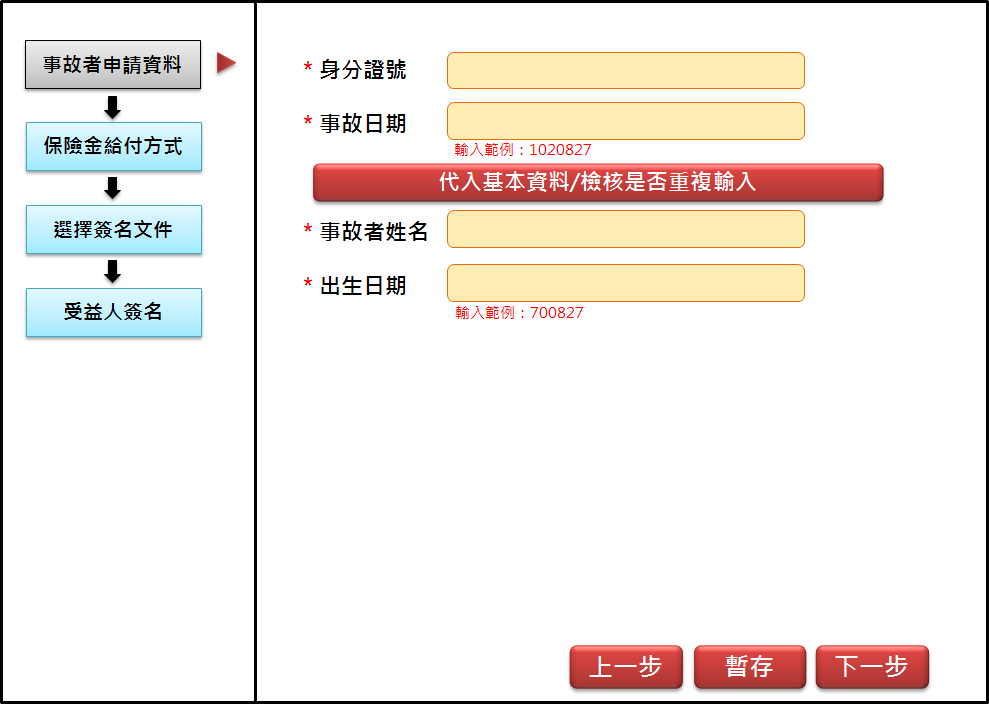 事故者申請資料
保險金給付方式
選擇簽名文件
受益人簽名
* 身分證號
* 事故日期
輸入範例：1020827
代入基本資料/檢核是否重複輸入
* 事故者姓名
* 出生日期
輸入範例：700827
上一步
暫存
下一步